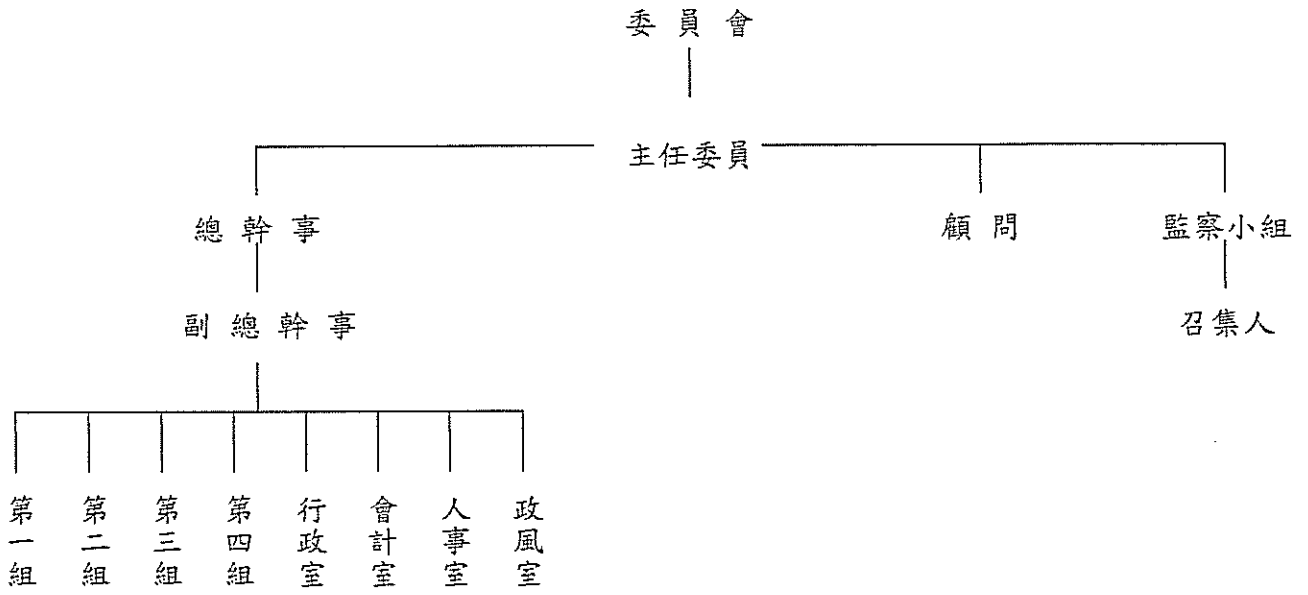 委員會
主任委員
總幹事
顧問
監察小組
副總幹事
召集人
第一組
第二組
第三組
第四組
行政室
會計室
人事室
政風室